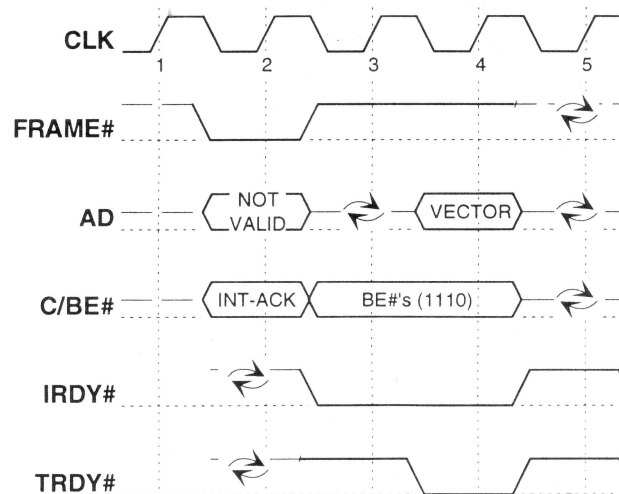 CLK
1 2 3 4 5
FRAME#
AD
NOT
VALID
VECTOR
C/BE#
INT-ACK
BE#'s (1110)
IRDY#
TRDY#